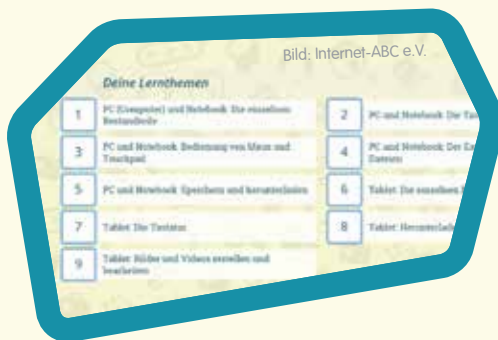 Bild: Internet-ABC e.V.
Deine Lernthemen
1 PC (Computer) und Notebook: Die einzelnen
Bestandteile
2 PC und Notebook: Die
3 PC und Notebook: Bedienung von Maus und
Touchpad
4 PC und Notebook: Der
Dateien
5 PC und Notebook: Speichern und herunterladen
6 Tablet: Die einzelnen
7 Tablet: Die Tastatur
8 Tablet: Herunterlade
9 Tablet: Bilder und Videos erstellen und
bearbeiten